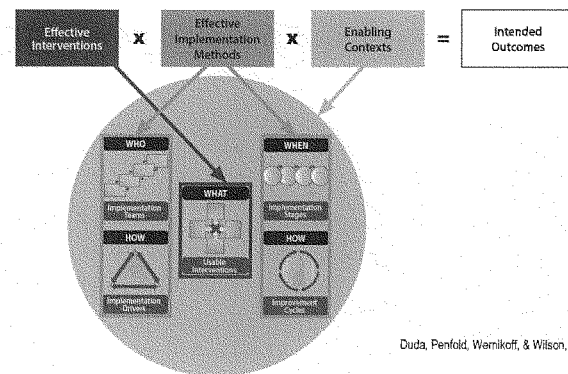 Effective
Interventions
x
Effective
Implementation
Methods
x
Enabling
Contexts
=
Intended
Outcomes
WHO
Implementation
Teams
WHAT
Usable
Interventions
WHEN
Implementation
Stages
HOW
Implementation
Drivers
HOW
Improvement
Cycles
Duda, Penfold, Wernikoff, & Wilson,